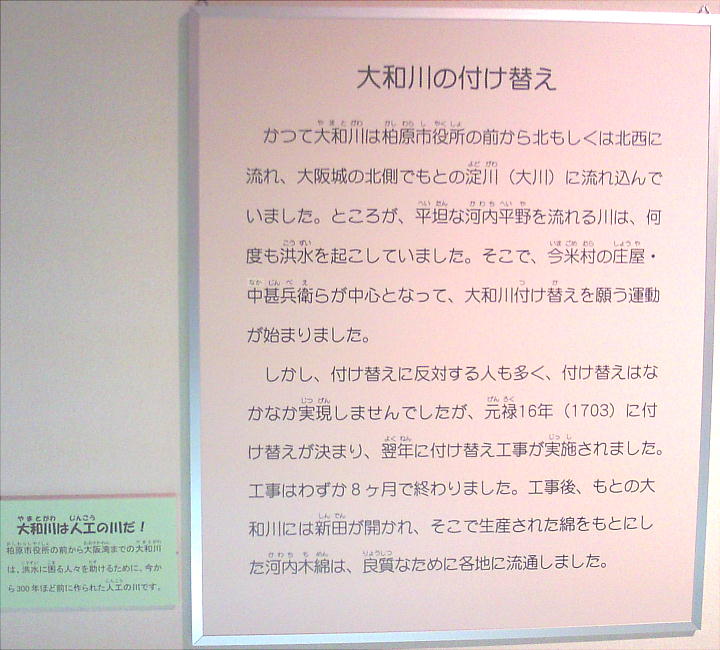 大和川の付け替え
かつて大和川は柏原市役所の前から北もしくは北西に
流れ、大阪城の北側でもとの淀川（大川）に流れ込んで
いました。ところが、平坦な河内平野を流れる川は、何
度も洪水を起こしていました。そこで、今米村の庄屋・
中甚兵衛らが中心となって、大和川付け替えを願う運動
が始まりました。
しかし、付け替えに反対する人も多く、付け替えはな
かなか実現しませんでしたが、元禄16年（1703）に付
け替えが決まり、翌年に付け替え工事が実施されました。
工事はわずか８ヶ月で終わりました。工事後、もとの大
和川には新田が開かれ、そこで生産された綿をもとにし
た河内木綿は、良質なために各地に流通しました。
大和川は人工の川だ！
柏原市役所の前から大阪湾までの大和川
は、洪水に困る人々を助けるために、今か
ら300年ほど前に作られた人工の川です。